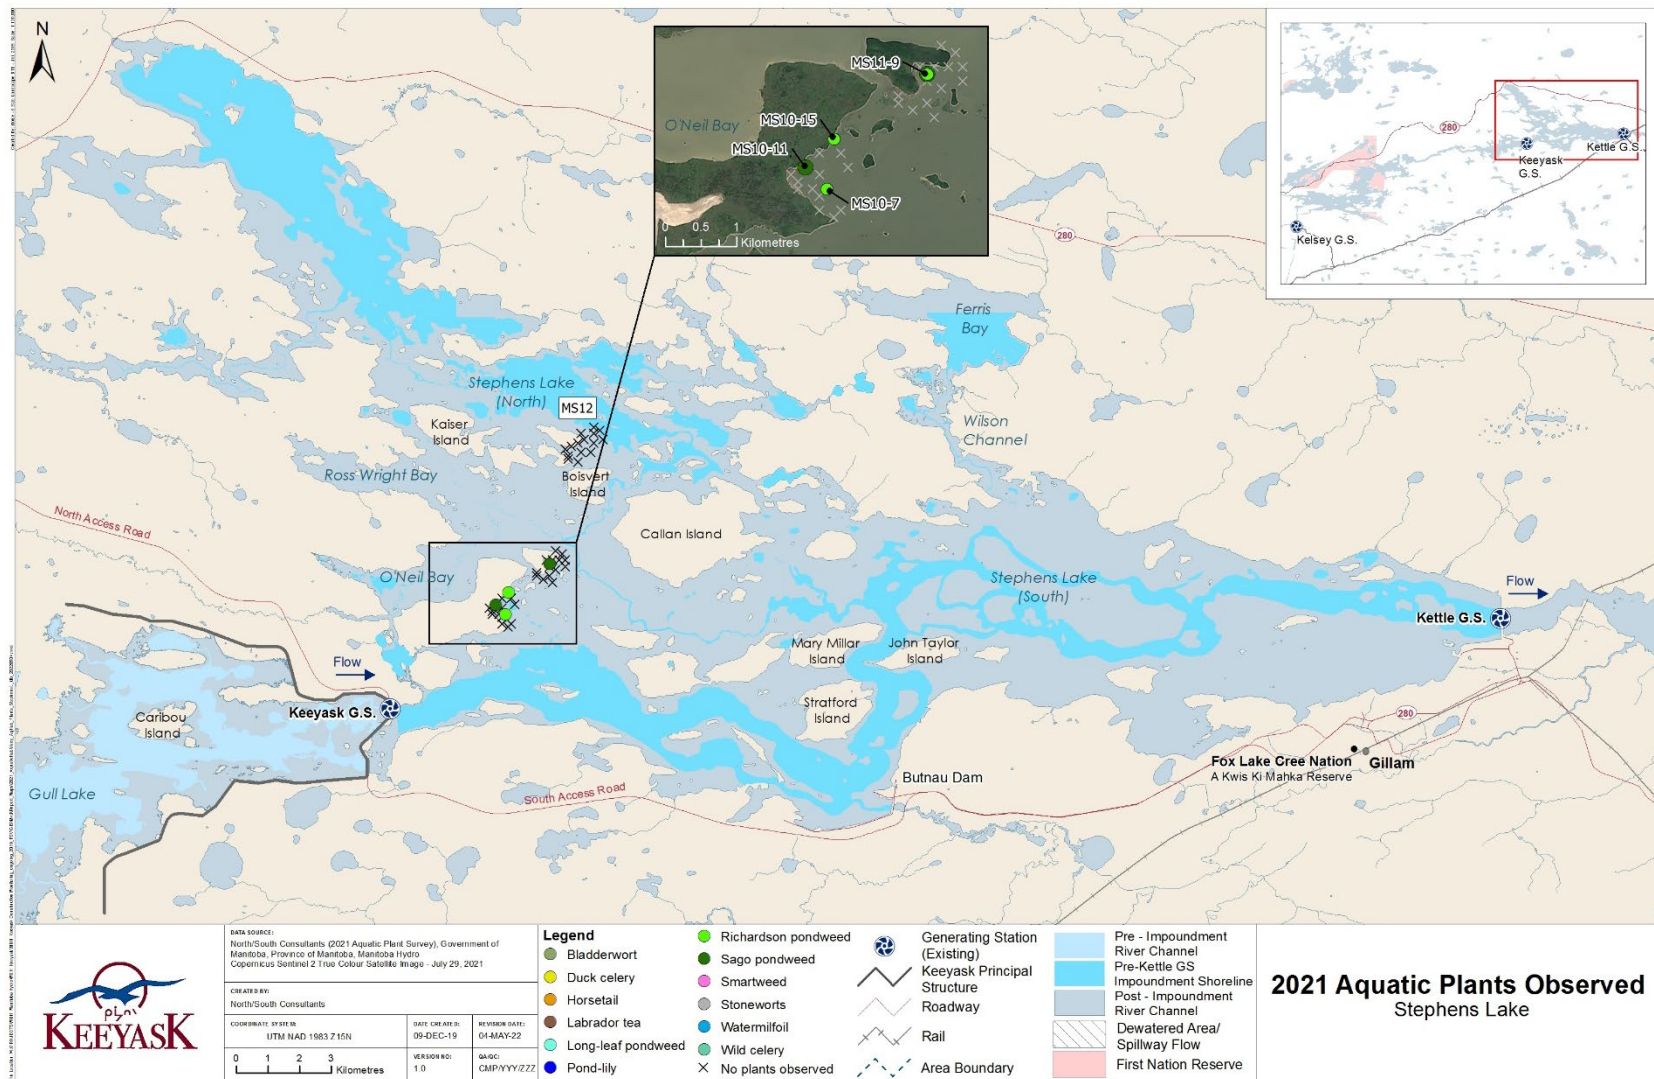 N
MS11-9
O'Neil Bay
MS10-15
MS10-11
MS10-7
0 0.5 1
Kilometres
280
Keeyask
G.S.
Kettle G.S.
Kelsey G.S.
280
Ferris
Bay
Stephens Lake
(North)
MS12
Kaiser
Island
Wilson
Channel
Ross Wright Bay
Boisvert
Island
North Access Road
Callan Island
O'Neil Bay
Stephens Lake
(South)
Flow
Kettle G.S.
Mary Millar
Island
John Taylor
Island
Flow
Stratford
Island
Keeyask G.S.
Caribou
Island
280
Fox Lake Cree Nation
A Kwis Ki Mahka Reserve
Gillam
Butnau Dam
Gull Lake
South Access Road
KEEYASK
DATA SOURCE:
North/South Consultants (2021 Aquatic Plant Survey), Government of
Manitoba, Province of Manitoba, Manitoba Hydro
Copernicus Sentinel 2 True Colour Satellite Image - July 29, 2021
CREATED BY:
North/South Consultants
COORDINATE SYSTEM:
UTM NAD 1983 Z15N
DATE CREATED:
09-DEC-19
REVISION DATE:
04-MAY-22
0 1 2 3
Kilometres
VERSION NO:
1.0
QA/QC:
CMP/YYY/ZZZ
Legend
Bladderwort
Duck celery
Horsetail
Labrador tea
Long-leaf pondweed
Pond-lily
Richardson pondweed
Sago pondweed
Smartweed
Stoneworts
Watermilfoil
Wild celery
No plants observed
Generating Station
(Existing)
Keeyask Principal
Structure
Roadway
Rail
Area Boundary
Pre - Impoundment
River Channel
Pre-Kettle GS
Impoundment Shoreline
Post - Impoundment
River Channel
Dewatered Area/
Spillway Flow
First Nation Reserve
2021 Aquatic Plants Observed
Stephens Lake